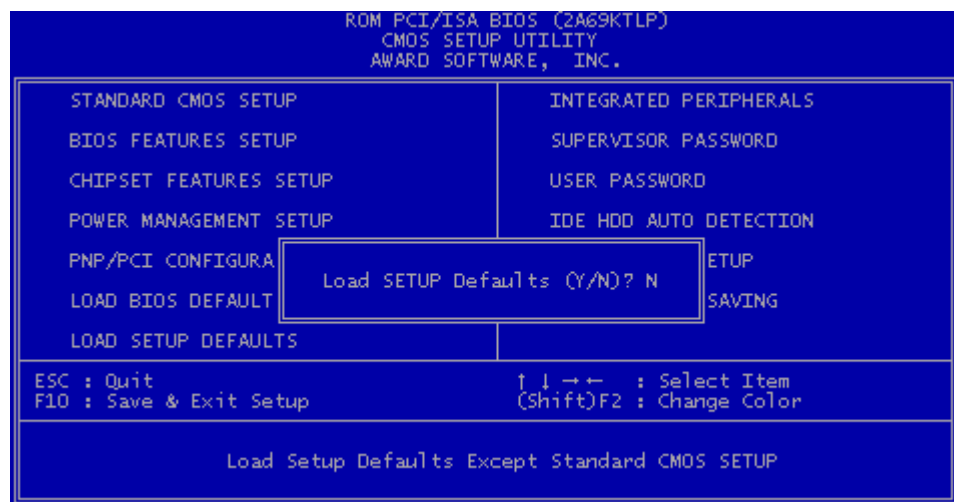 ROM PCI/ISA BIOS (2A69KTLP)
CMOS SETUP UTILITY
AWARD SOFTWARE, INC.
STANDARD CMOS SETUP
BIOS FEATURES SETUP
CHIPSET FEATURES SETUP
POWER MANAGEMENT SETUP
PNP/PCI CONFIGURA
LOAD BIOS DEFAULT
LOAD SETUP DEFAULTS
INTEGRATED PERIPHERALS
SUPERVISOR PASSWORD
USER PASSWORD
IDE HDD AUTO DETECTION
ETUP
SAVING
Load SETUP Defaults (Y/N)? N
ESC : Quit
F10 : Save & Exit Setup
↑ ↓ → ← : Select Item
(Shift)F2 : Change Color
Load Setup Defaults Except Standard CMOS SETUP